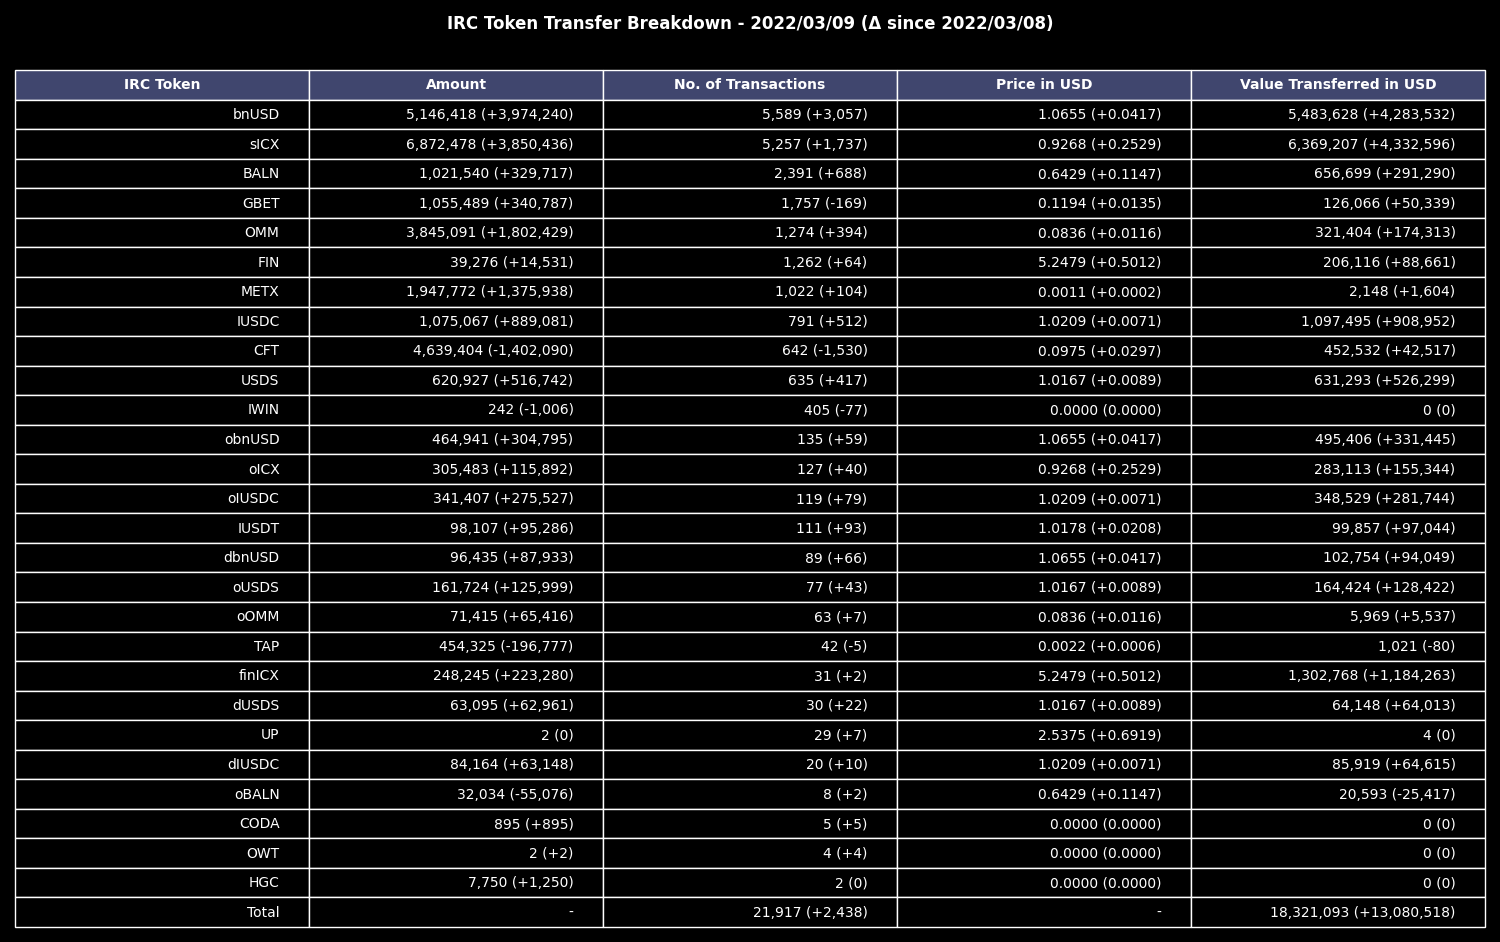 IRC Token Transfer Breakdown - 2022/03/09 (Δ since 2022/03/08)
IRC Token Amount No. of Transactions Price in USD Value Transferred in USD
bnUSD 5,146,418 (+3,974,240) 5,589 (+3,057) 1.0655 (+0.0417) 5,483,628 (+4,283,532)
sICX 6,872,478 (+3,850,436) 5,257 (+1,737) 0.9268 (+0.2529) 6,369,207 (+4,332,596)
BALN 1,021,540 (+329,717) 2,391 (+688) 0.6429 (+0.1147) 656,699 (+291,290)
GBET 1,055,489 (+340,787) 1,757 (-169) 0.1194 (+0.0135) 126,066 (+50,339)
OMM 3,845,091 (+1,802,429) 1,274 (+394) 0.0836 (+0.0116) 321,404 (+174,313)
FIN 39,276 (+14,531) 1,262 (+64) 5.2479 (+0.5012) 206,116 (+88,661)
METX 1,947,772 (+1,375,938) 1,022 (+104) 0.0011 (+0.0002) 2,148 (+1,604)
IUSDC 1,075,067 (+889,081) 791 (+512) 1.0209 (+0.0071) 1,097,495 (+908,952)
CFT 4,639,404 (-1,402,090) 642 (-1,530) 0.0975 (+0.0297) 452,532 (+42,517)
USDS 620,927 (+516,742) 635 (+417) 1.0167 (+0.0089) 631,293 (+526,299)
IWIN 242 (-1,006) 405 (-77) 0.0000 (0.0000) 0 (0)
obnUSD 464,941 (+304,795) 135 (+59) 1.0655 (+0.0417) 495,406 (+331,445)
oICX 305,483 (+115,892) 127 (+40) 0.9268 (+0.2529) 283,113 (+155,344)
oIUSDC 341,407 (+275,527) 119 (+79) 1.0209 (+0.0071) 348,529 (+281,744)
IUSDT 98,107 (+95,286) 111 (+93) 1.0178 (+0.0208) 99,857 (+97,044)
dbnUSD 96,435 (+87,933) 89 (+66) 1.0655 (+0.0417) 102,754 (+94,049)
oUSDS 161,724 (+125,999) 77 (+43) 1.0167 (+0.0089) 164,424 (+128,422)
oOMM 71,415 (+65,416) 63 (+7) 0.0836 (+0.0116) 5,969 (+5,537)
TAP 454,325 (-196,777) 42 (-5) 0.0022 (+0.0006) 1,021 (-80)
finICX 248,245 (+223,280) 31 (+2) 5.2479 (+0.5012) 1,302,768 (+1,184,263)
dUSDS 63,095 (+62,961) 30 (+22) 1.0167 (+0.0089) 64,148 (+64,013)
UP 2 (0) 29 (+7) 2.5375 (+0.6919) 4 (0)
dIUSDC 84,164 (+63,148) 20 (+10) 1.0209 (+0.0071) 85,919 (+64,615)
oBALN 32,034 (-55,076) 8 (+2) 0.6429 (+0.1147) 20,593 (-25,417)
CODA 895 (+895) 5 (+5) 0.0000 (0.0000) 0 (0)
OWT 2 (+2) 4 (+4) 0.0000 (0.0000) 0 (0)
HGC 7,750 (+1,250) 2 (0) 0.0000 (0.0000) 0 (0)
Total - 21,917 (+2,438) - 18,321,093 (+13,080,518)